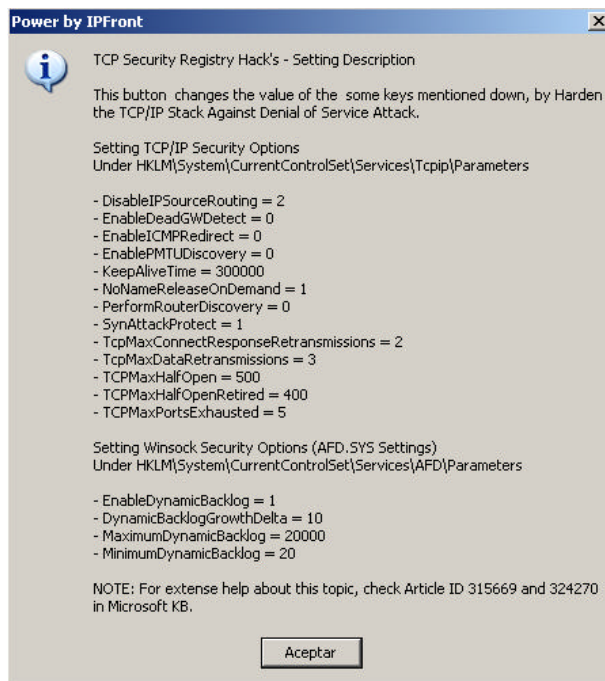 Power by IPFront
TCP Security Registry Hack's - Setting Description
This button changes the value of the some keys mentioned down, by Harden
the TCP/IP Stack Against Denial of Service Attack.
Setting TCP/IP Security Options
Under HKLM\System\CurrentControlSet\Services\Tcpip\Parameters
- DisableIPSourceRouting = 2
- EnableDeadGWDetect = 0
- EnableICMPRedirect = 0
- EnablePMTUDiscovery = 0
- KeepAliveTime = 300000
- NoNameReleaseOnDemand = 1
- PerformRouterDiscovery = 0
- SynAttackProtect = 1
- TcpMaxConnectResponseRetransmissions = 2
- TcpMaxDataRetransmissions = 3
- TCPMaxHalfOpen = 500
- TCPMaxHalfOpenRetired = 400
- TCPMaxPortsExhausted = 5
Setting Winsock Security Options (AFD.SYS Settings)
Under HKLM\System\CurrentControlSet\Services\AFD\Parameters
- EnableDynamicBacklog = 1
- DynamicBacklogGrowthDelta = 10
- MaximumDynamicBacklog = 20000
- MinimumDynamicBacklog = 20
NOTE: For extense help about this topic, check Article ID 315669 and 324270
in Microsoft KB.
Aceptar